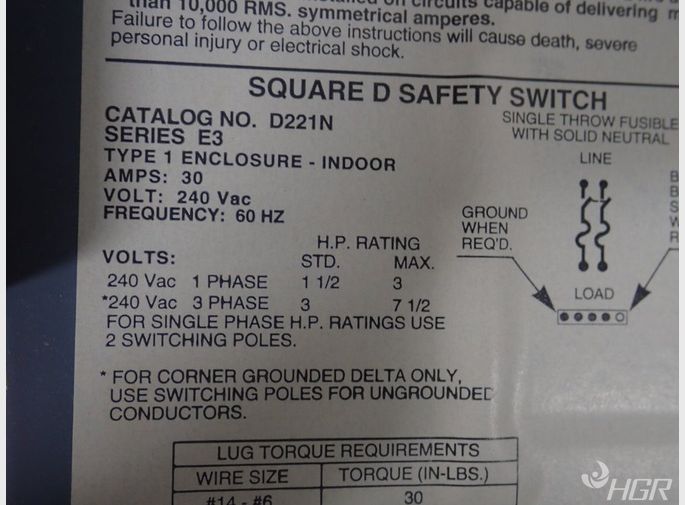 than 10,000 RMS. symmetrical amperes.
Failure to follow the above instructions will cause death, severe
personal injury or electrical shock.
SQUARE D SAFETY SWITCH
CATALOG NO. D221N
SERIES E3
TYPE 1 ENCLOSURE - INDOOR
AMPS: 30
VOLT: 240 Vac
FREQUENCY: 60 HZ
SINGLE THROW FUSIBLE
WITH SOLID NEUTRAL
LINE
GROUND
WHEN
REQ'D.
LOAD
H.P. RATING
VOLTS: STD. MAX.
240 Vac 1 PHASE 1 1/2 3
*240 Vac 3 PHASE 3 7 1/2
FOR SINGLE PHASE H.P. RATINGS USE
2 SWITCHING POLES.
* FOR CORNER GROUNDED DELTA ONLY,
USE SWITCHING POLES FOR UNGROUNDED
CONDUCTORS.
LUG TORQUE REQUIREMENTS
WIRE SIZE TORQUE (IN-LBS.)
#14 - #6 30
HGR